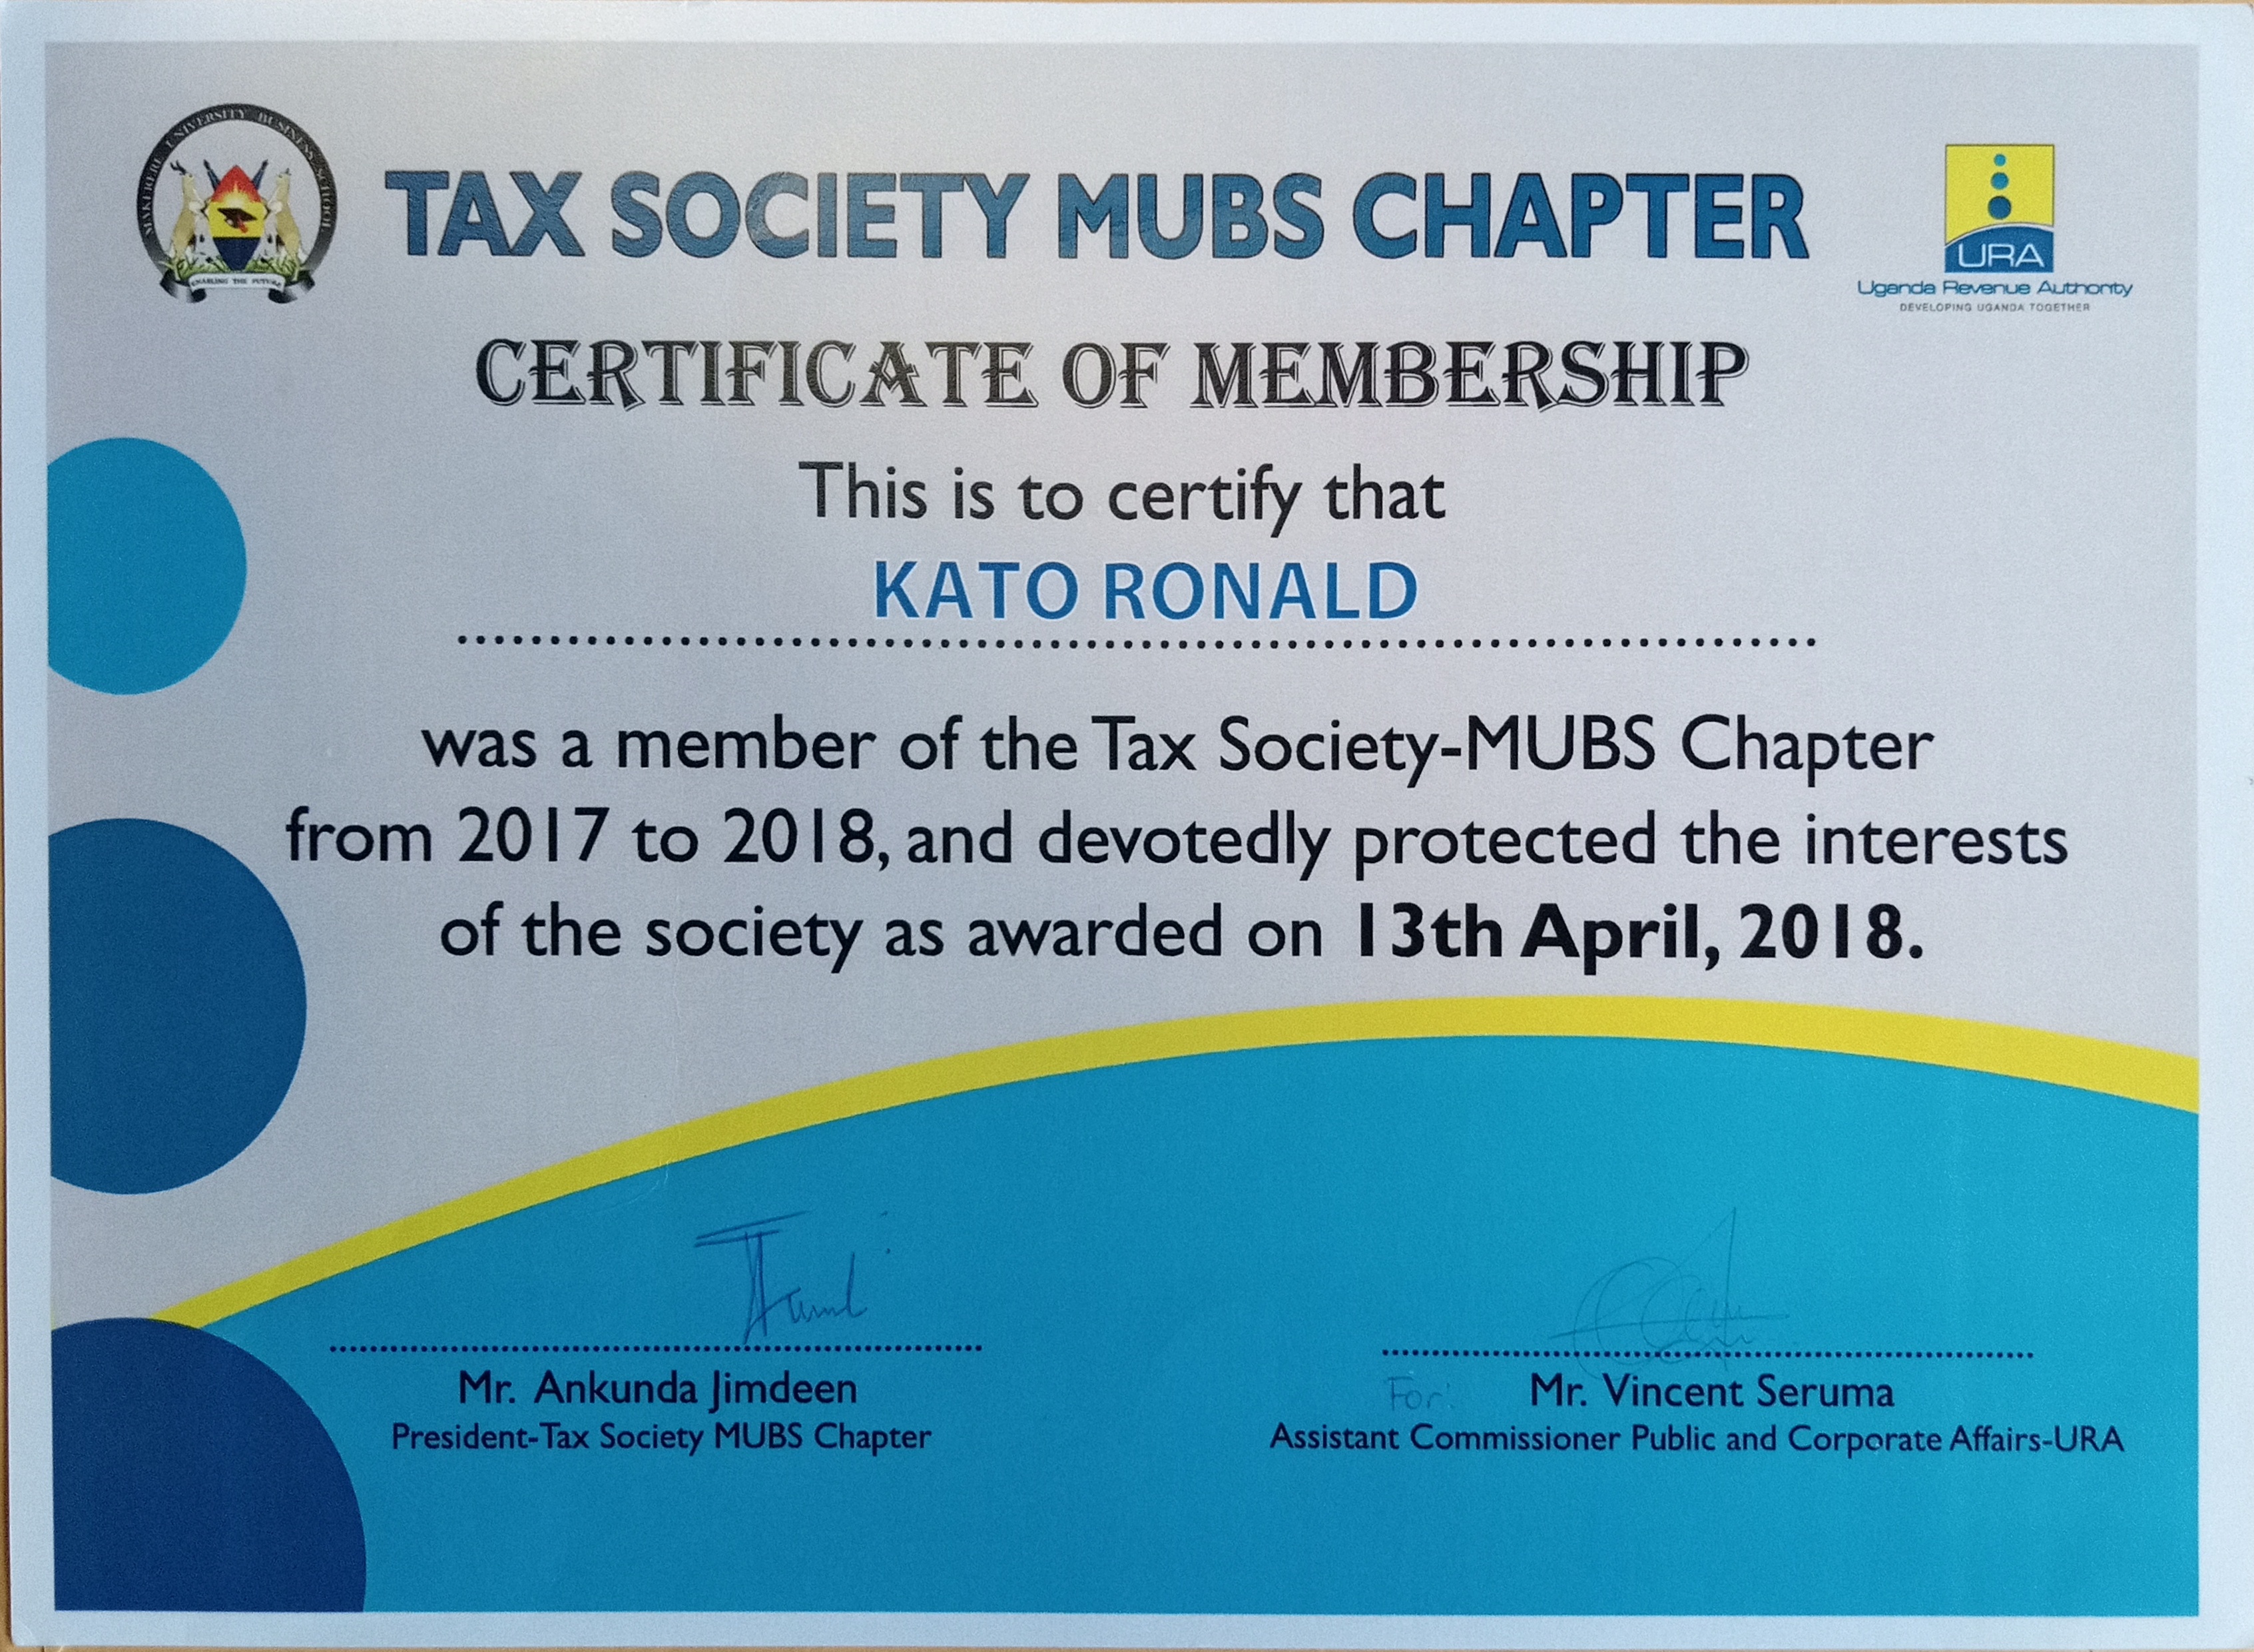 MAKERERE UNIVERSITY BUSINESS SCHOOL
ENABLING THE FUTURE
TAX SOCIETY MUBS CHAPTER
URA
Uganda Revenue Authority
DEVELOPING UGANDA TOGETHER
CERTIFICATE OF MEMBERSHIP
This is to certify that
KATO RONALD
was a member of the Tax Society-MUBS Chapter
from 2017 to 2018, and devotedly protected the interests
of the society as awarded on 13th April, 2018.
Mr. Ankunda Jimdeen
President-Tax Society MUBS Chapter
For: Mr. Vincent Seruma
Assistant Commissioner Public and Corporate Affairs-URA